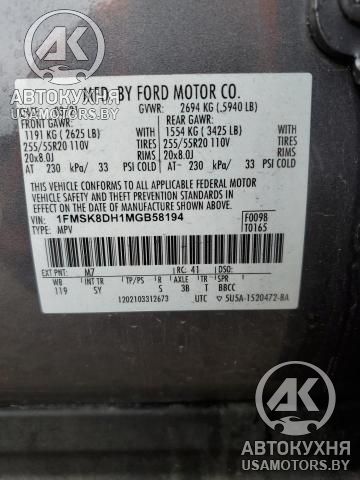 АВТОКУХНЯ
USAMOTORS.BY
MFD. BY FORD MOTOR CO.
GVWR: 2694 KG (.5940 LB)
FRONT GAWR: REAR GAWR:
1191 KG ( 2625 LB) WITH 1554 KG ( 3425 LB) WITH
255/55R20 110V TIRES 255/55R20 110V TIRES
20x8.0J RIMS 20x8.0J RIMS
AT 230 kPa/ 33 PSI COLD AT 230 kPa/ 33 PSI COLD
THIS VEHICLE CONFORMS TO ALL APPLICABLE FEDERAL MOTOR
VEHICLE SAFETY AND THEFT PREVENTION STANDARDS IN
EFFECT ON THE DATE OF MANUFACTURE SHOWN ABOVE.
VIN: 1FMSK8DH1MGB58194 F0098
TYPE: MPV T0165
EXT PNT: M7 RC: 41 DSO:
WB INT TR TP/PS R AXLE TR SPR
119 5Y S 3B T BBCC
1202103312673 UTC 5U5A-1520472-BA
АВТОКУХНЯ
USAMOTORS.BY